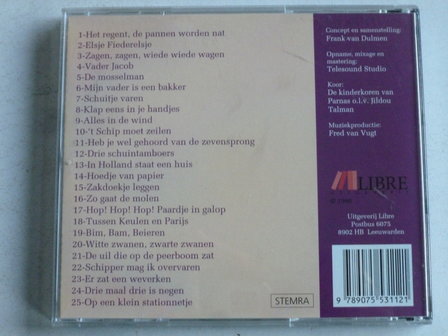 1-Het regent, de pannen worden nat
2-Elsje Fiederelsje
3-Zagen, zagen, wiede wiede wagen
4-Vader Jacob
5-De mosselman
6-Mijn vader is een bakker
7-Schuitje varen
8-Klap eens in je handjes
9-Alles in de wind
10-'t Schip moet zeilen
11-Heb je wel gehoord van de zevensprong
12-Drie schuintamboers
13-In Holland staat een huis
14-Hoedje van papier
15-Zakdoekje leggen
16-Zo gaat de molen
17-Hop! Hop! Hop! Paardje in galop
18-Tussen Keulen en Parijs
19-Bim, Bam, Beieren
20-Witte zwanen, zwarte zwanen
21-De uil die op de peerboom zat
22-Schipper mag ik overvaren
23-Er zat een weverken
24-Drie maal drie is negen
25-Op een klein stationnetje
STEMRA
Concept en samenstelling:
Frank van Dulmen
Opname, mixage en
mastering:
Telesound Studio
Koor:
De kinderkoren van
Parnas o.l.v. Jildou
Talman
Muziekproductie:
Fred van Vugt
LIBRE
Uitgeverij Libre
Postbus 6075
8902 HB Leeuwarden
9 789075 531121